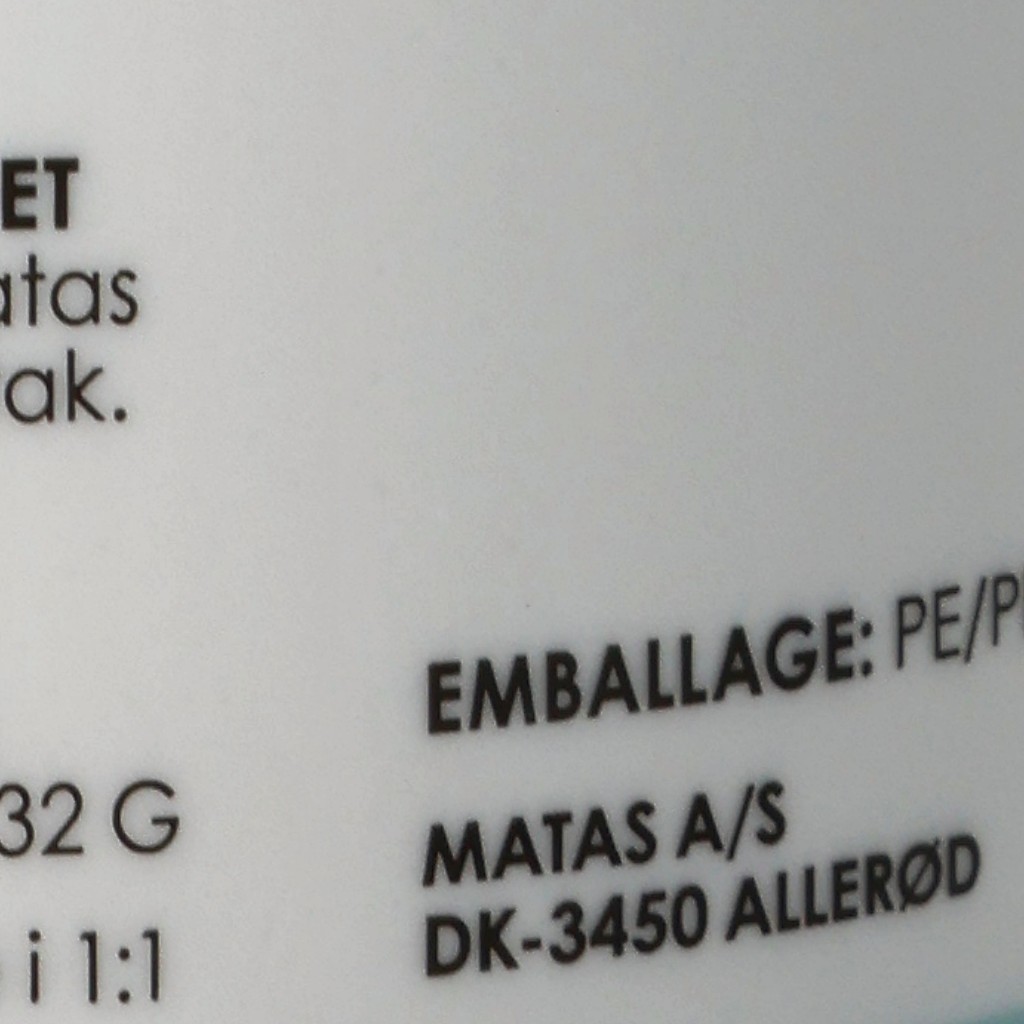 ET
atas
ak.
32 G
i 1:1
EMBALLAGE: PE/P
MATAS A/S
DK-3450 ALLERØD